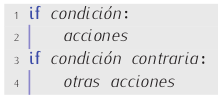 1 if condición:
2 acciones
3 if condición contraria:
4 otras acciones